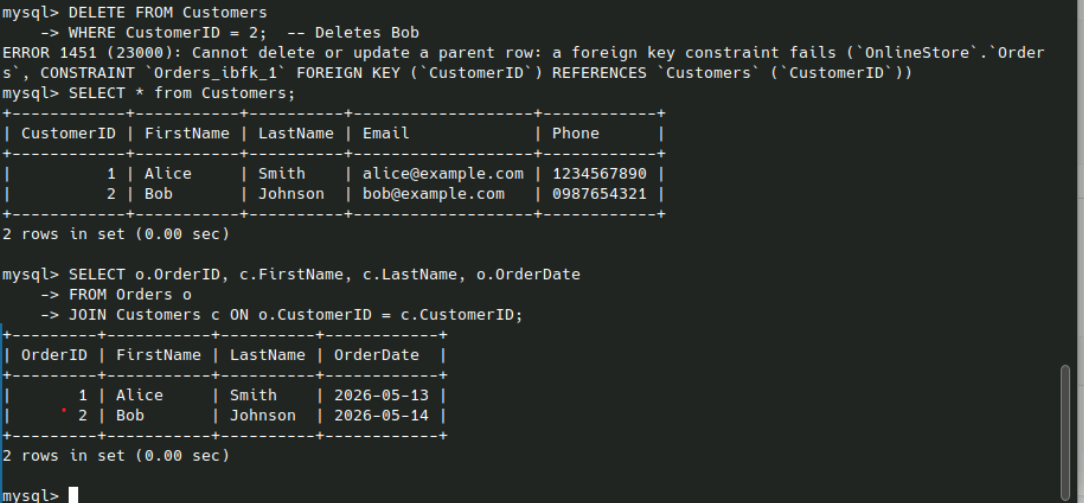 mysql> DELETE FROM Customers
    -> WHERE CustomerID = 2;  -- Deletes Bob
ERROR 1451 (23000): Cannot delete or update a parent row: a foreign key constraint fails (`OnlineStore`.`Order
s`, CONSTRAINT `Orders_ibfk_1` FOREIGN KEY (`CustomerID`) REFERENCES `Customers` (`CustomerID`))
mysql> SELECT * from Customers;
+------------+-----------+----------+-------------------+------------+
| CustomerID | FirstName | LastName | Email             | Phone      |
+------------+-----------+----------+-------------------+------------+
|          1 | Alice     | Smith    | alice@example.com | 1234567890 |
|          2 | Bob       | Johnson  | bob@example.com   | 0987654321 |
+------------+-----------+----------+-------------------+------------+
2 rows in set (0.00 sec)

mysql> SELECT o.OrderID, c.FirstName, c.LastName, o.OrderDate
    -> FROM Orders o
    -> JOIN Customers c ON o.CustomerID = c.CustomerID;
+---------+-----------+----------+------------+
| OrderID | FirstName | LastName | OrderDate  |
+---------+-----------+----------+------------+
|       1 | Alice     | Smith    | 2026-05-13 |
|       2 | Bob       | Johnson  | 2026-05-14 |
+---------+-----------+----------+------------+
2 rows in set (0.00 sec)

mysql>